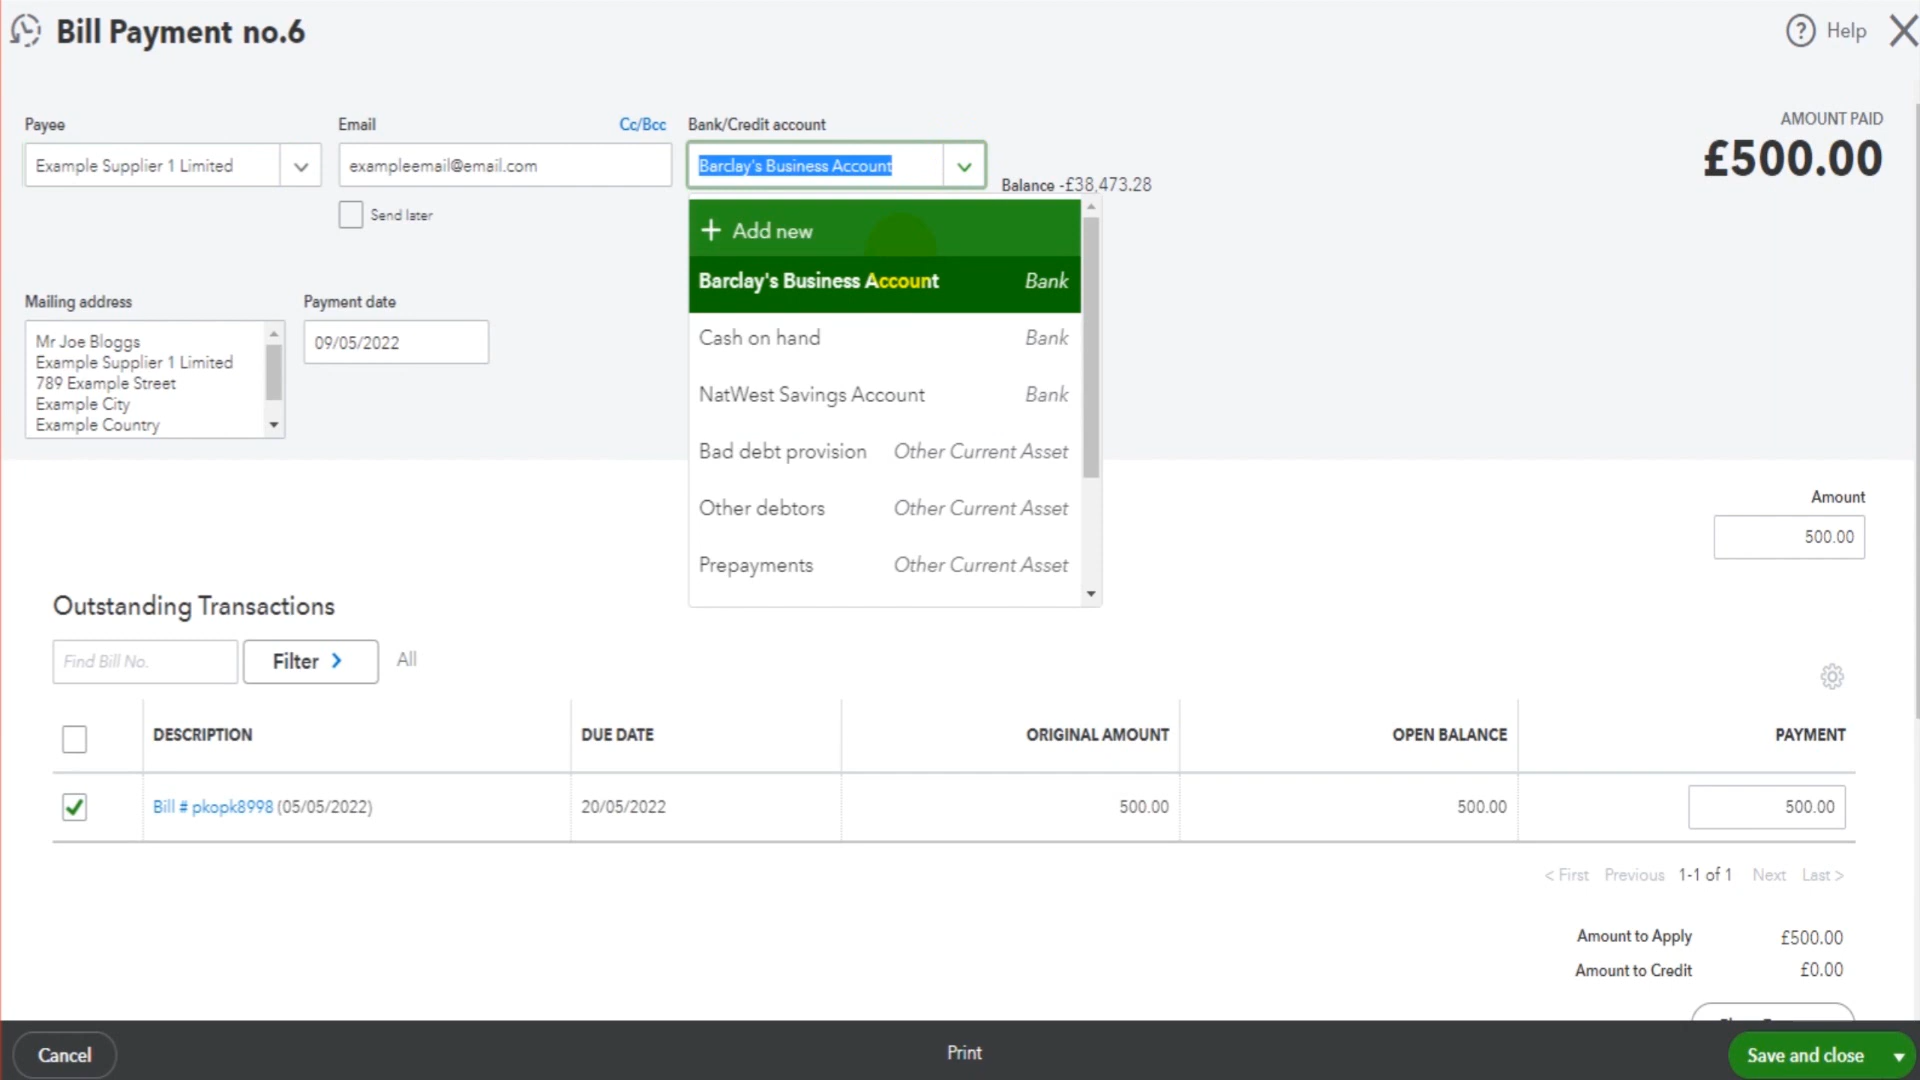 Bill Payment no.6
Help
Payee
Email
Cc/Bcc
Bank/Credit account
AMOUNT PAID
£500.00
Example Supplier 1 Limited
exampleemail@email.com
Barclay's Business Account
Balance -£38,473.28
Send later
+ Add new
Barclay's Business Account Bank
Cash on hand Bank
NatWest Savings Account Bank
Bad debt provision Other Current Asset
Other debtors Other Current Asset
Prepayments Other Current Asset
Mailing address
Payment date
Mr Joe Bloggs
Example Supplier 1 Limited
789 Example Street
Example City
Example Country
09/05/2022
Amount
500.00
Outstanding Transactions
Find Bill No.
Filter >
All
DESCRIPTION DUE DATE ORIGINAL AMOUNT OPEN BALANCE PAYMENT
Bill # pkopk8998 (05/05/2022) 20/05/2022 500.00 500.00 500.00
< First Previous 1-1 of 1 Next Last >
Amount to Apply £500.00
Amount to Credit £0.00
Cancel
Print
Save and close